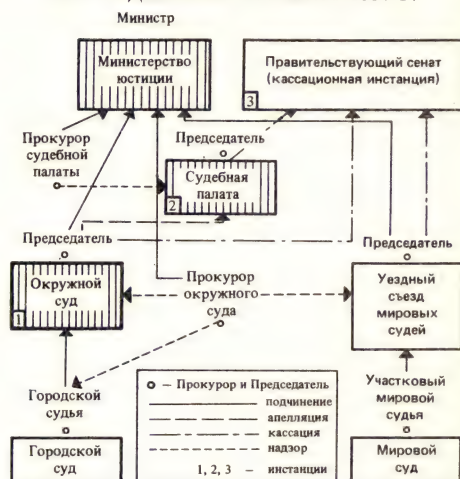 Министр
Министерство
юстиции
Правительствующий сенат
(кассационная инстанция)
3
Прокурор
судебной
палаты
Председатель
Судебная
палата
2
Председатель
Председатель
Окружной
суд
1
Прокурор
окружного
суда
Уездный
съезд
мировых
судей
Городской
судья
Участковый
мировой
судья
Городской
суд
Мировой
суд
– Прокурор и Председатель
подчинение
апелляция
кассация
надзор
1, 2, 3 – инстанции